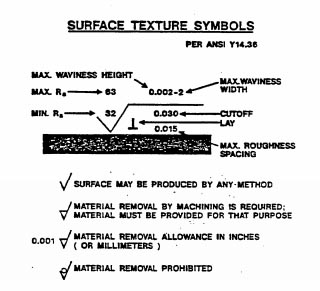 SURFACE TEXTURE SYMBOLS
PER ANSI Y14.36
MAX. WAVINESS HEIGHT
MAX. Ra 63 0.002-2 MAX.WAVINESS
WIDTH
MIN. Ra 32 0.030 CUTOFF
LAY
0.015
MAX. ROUGHNESS
SPACING
SURFACE MAY BE PRODUCED BY ANY METHOD
MATERIAL REMOVAL BY MACHINING IS REQUIRED;
MATERIAL MUST BE PROVIDED FOR THAT PURPOSE
0.001 MATERIAL REMOVAL ALLOWANCE IN INCHES
( OR MILLIMETERS )
MATERIAL REMOVAL PROHIBITED